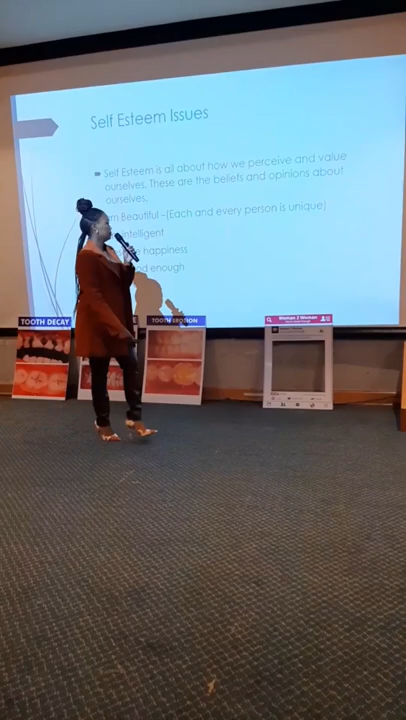 Self Esteem Issues
Self Esteem is all about how we perceive and value
ourselves. These are the beliefs and opinions about
ourselves.
am Beautiful -(Each and every person is unique)
intelligent
happiness
enough
TOOTH DECAY
TOOTH EROSION
Woman 2 Woman